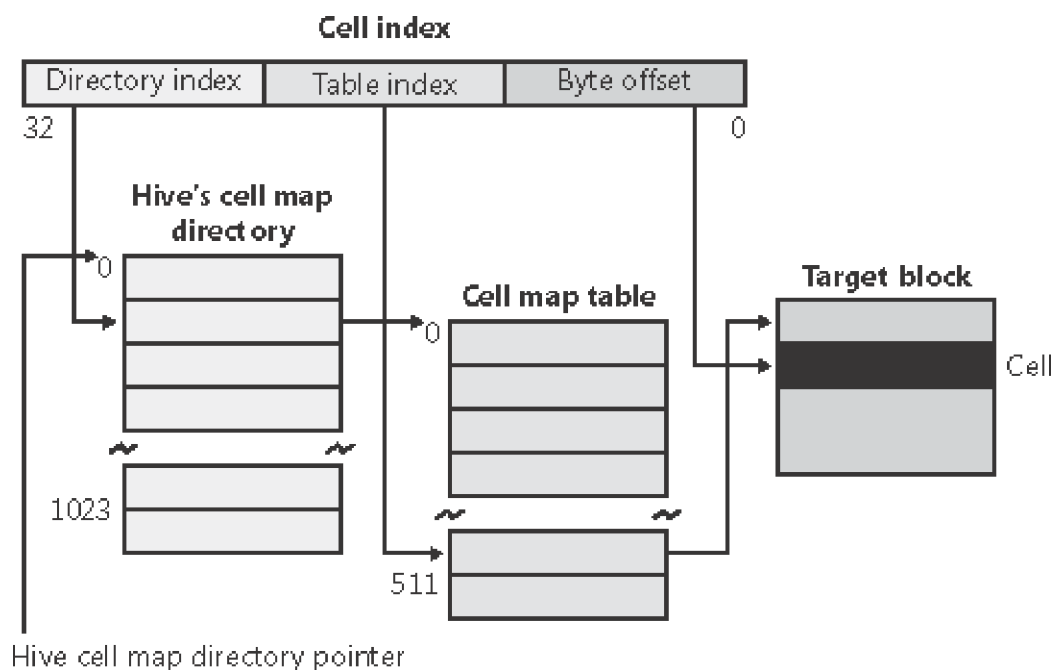 Cell index
Directory index
Table index
Byte offset
32
0
Hive's cell map
directory
0
1023
Cell map table
0
511
Target block
Cell
Hive cell map directory pointer